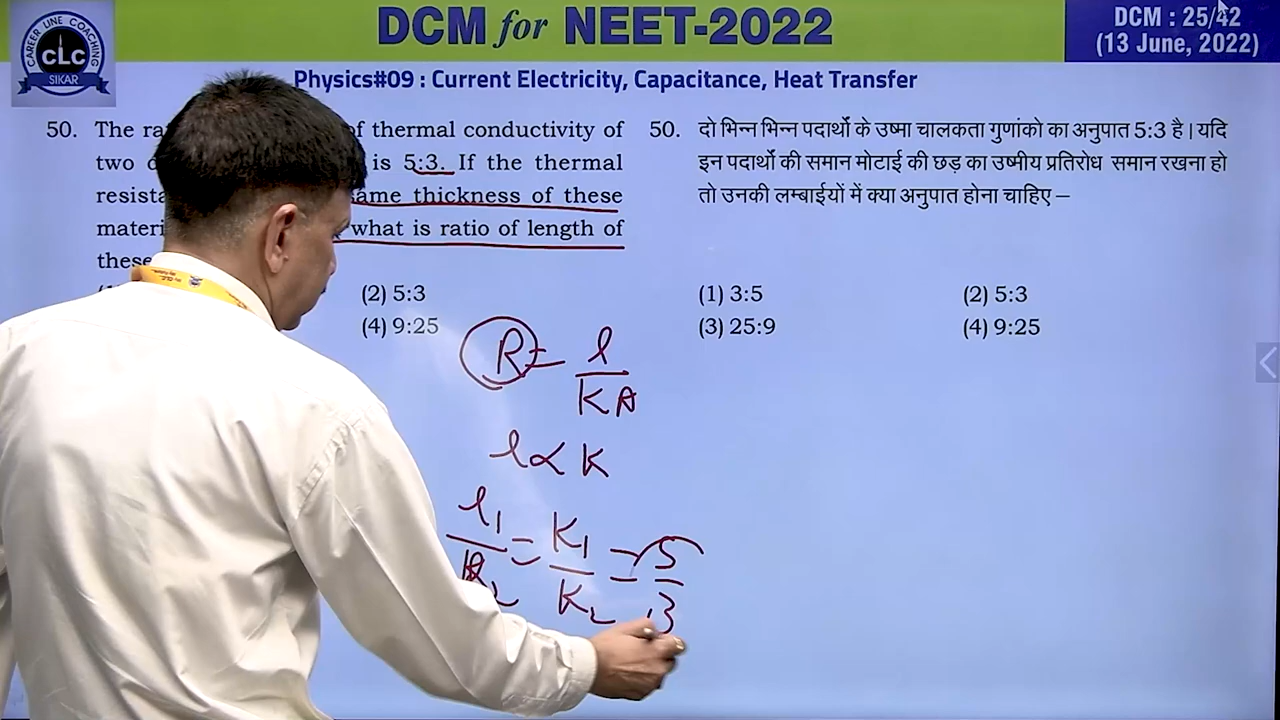 DCM for NEET-2022
DCM : 25/42
(13 June, 2022)
CAREER LINE COACHING
CLC
SIKAR
Physics#09 : Current Electricity, Capacitance, Heat Transfer
50. The of thermal conductivity of
two is 5:3. If the thermal
same thickness of these
what is ratio of length of
these
(2) 5:3
(4) 9:25
50. दो भिन्न भिन्न पदार्थों के उष्मा चालकता गुणांको का अनुपात 5:3 है। यदि
इन पदार्थों की समान मोटाई की छड़ का उष्मीय प्रतिरोध समान रखना हो
तो उनकी लम्बाईयों में क्या अनुपात होना चाहिए –
(1) 3:5 (2) 5:3
(3) 25:9 (4) 9:25
R = l / KA
l ∝ K
l1 / l2 = K1 / K2 = 5 / 3